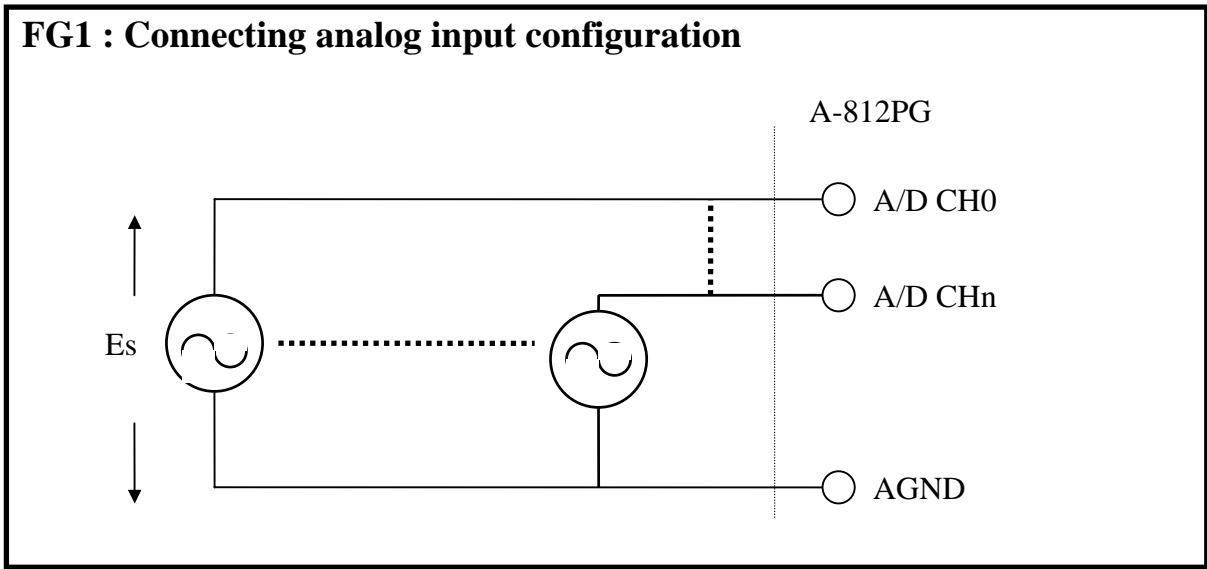 FG1 : Connecting analog input configuration
A-812PG
A/D CH0
A/D CHn
Es
AGND